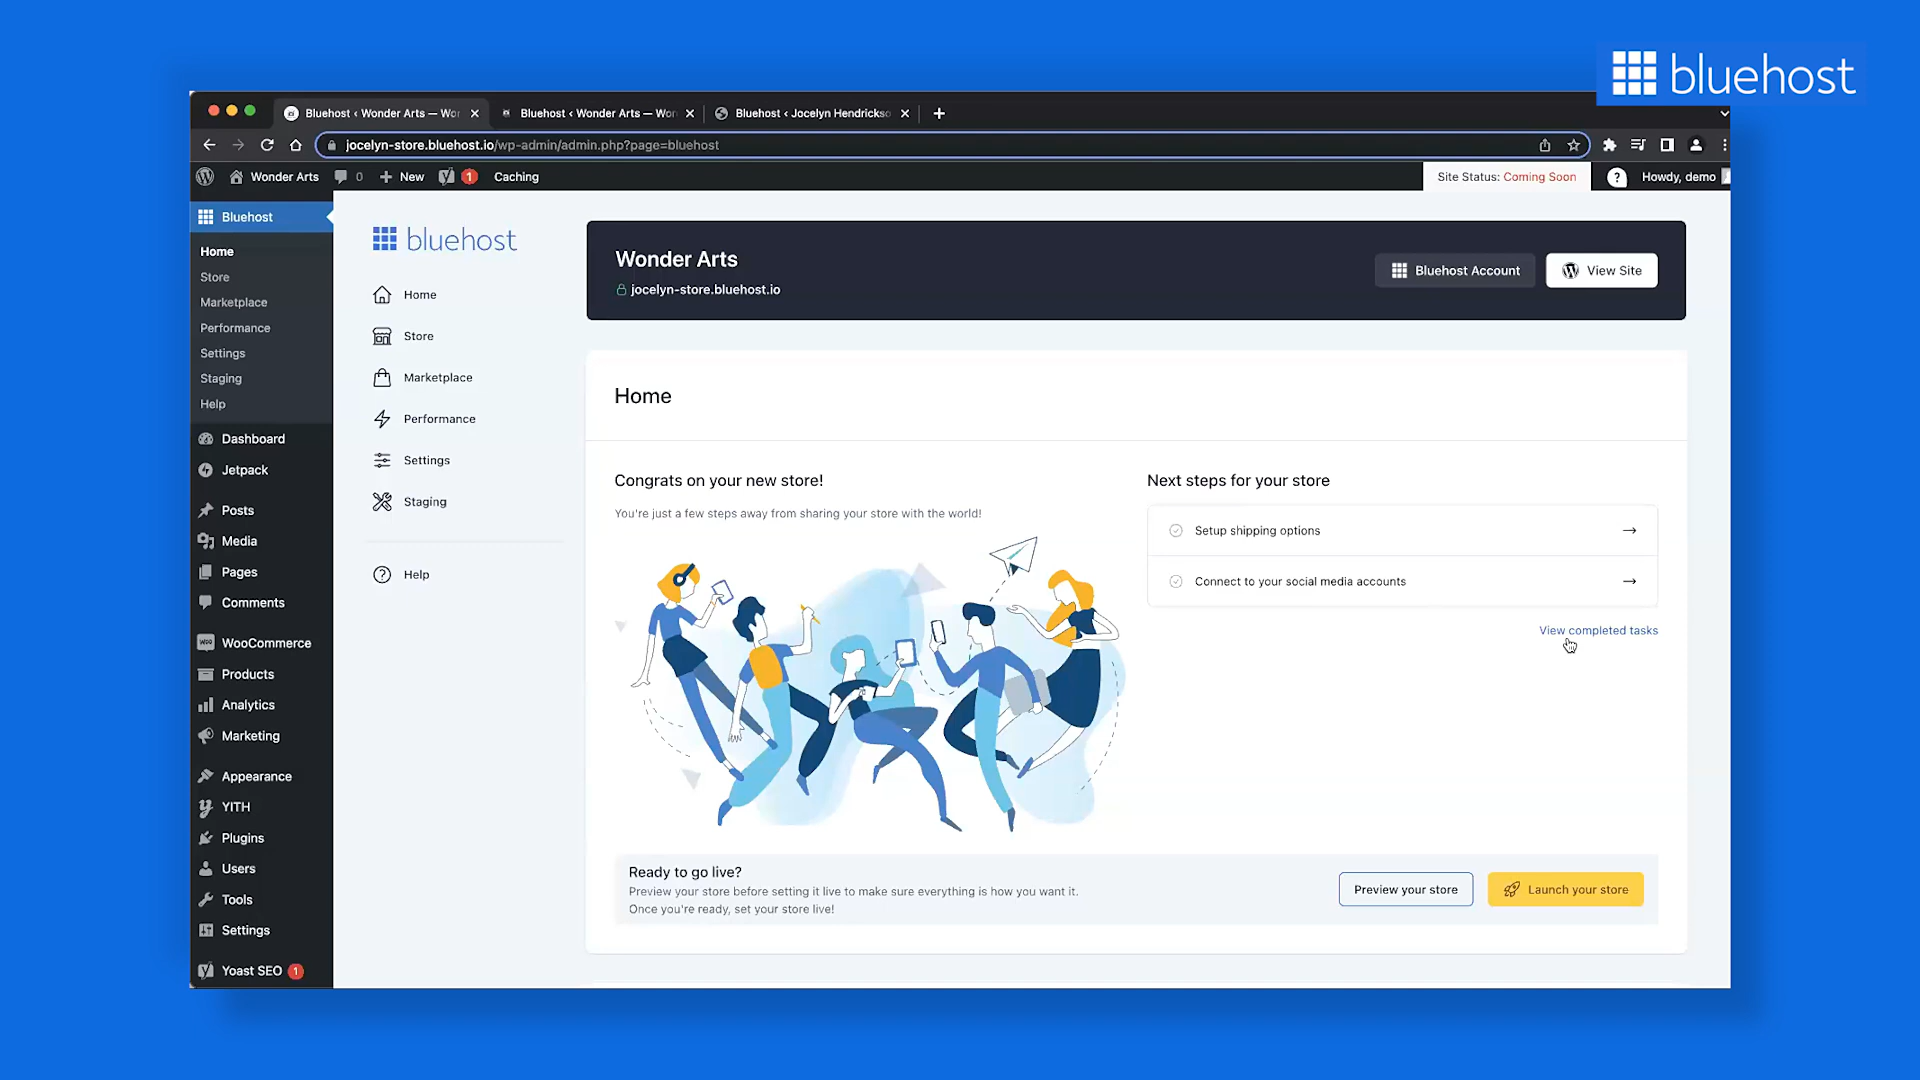 bluehost
Bluehost ‹ Wonder Arts — Wor
Bluehost ‹ Wonder Arts — Wor
Bluehost ‹ Jocelyn Hendrickso
jocelyn-store.bluehost.io/wp-admin/admin.php?page=bluehost
Wonder Arts
0
New
1
Caching
Site Status: Coming Soon
Howdy, demo
Bluehost
Home
Store
Marketplace
Performance
Settings
Staging
Help
Dashboard
Jetpack
Posts
Media
Pages
Comments
WooCommerce
Products
Analytics
Marketing
Appearance
YITH
Plugins
Users
Tools
Settings
Yoast SEO 1
bluehost
Home
Store
Marketplace
Performance
Settings
Staging
Help
Wonder Arts
jocelyn-store.bluehost.io
Bluehost Account
View Site
Home
Congrats on your new store!
You're just a few steps away from sharing your store with the world!
Next steps for your store
Setup shipping options
Connect to your social media accounts
View completed tasks
Ready to go live?
Preview your store before setting it live to make sure everything is how you want it.
Once you're ready, set your store live!
Preview your store
Launch your store